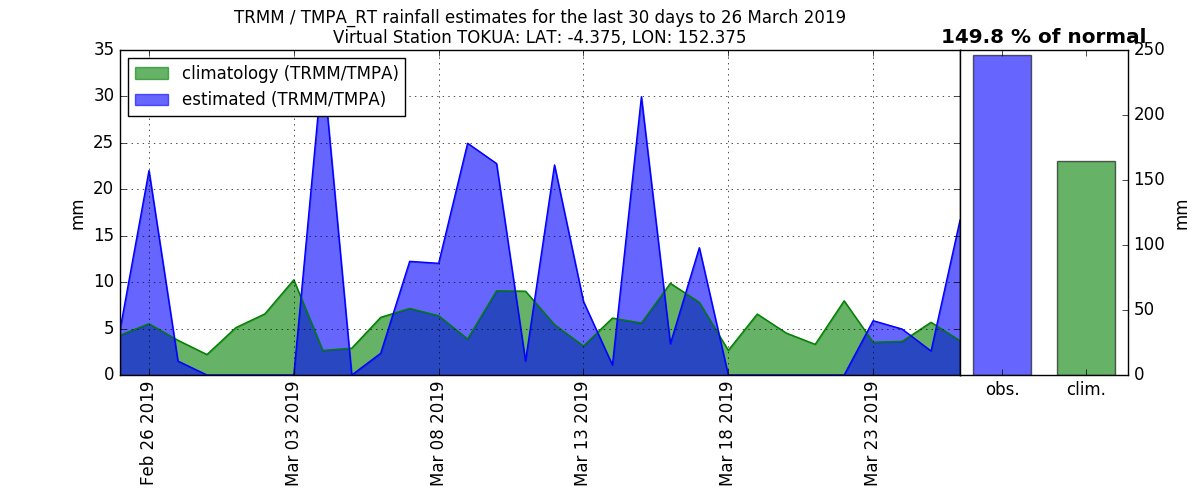 TRMM / TMPA_RT rainfall estimates for the last 30 days to 26 March 2019
Virtual Station TOKUA: LAT: -4.375, LON: 152.375
149.8 % of normal
climatology (TRMM/TMPA)
estimated (TRMM/TMPA)
35
30
25
20
15
10
5
0
mm
Feb 26 2019
Mar 03 2019
Mar 08 2019
Mar 13 2019
Mar 18 2019
Mar 23 2019
obs.
clim.
250
200
150
100
50
0
mm